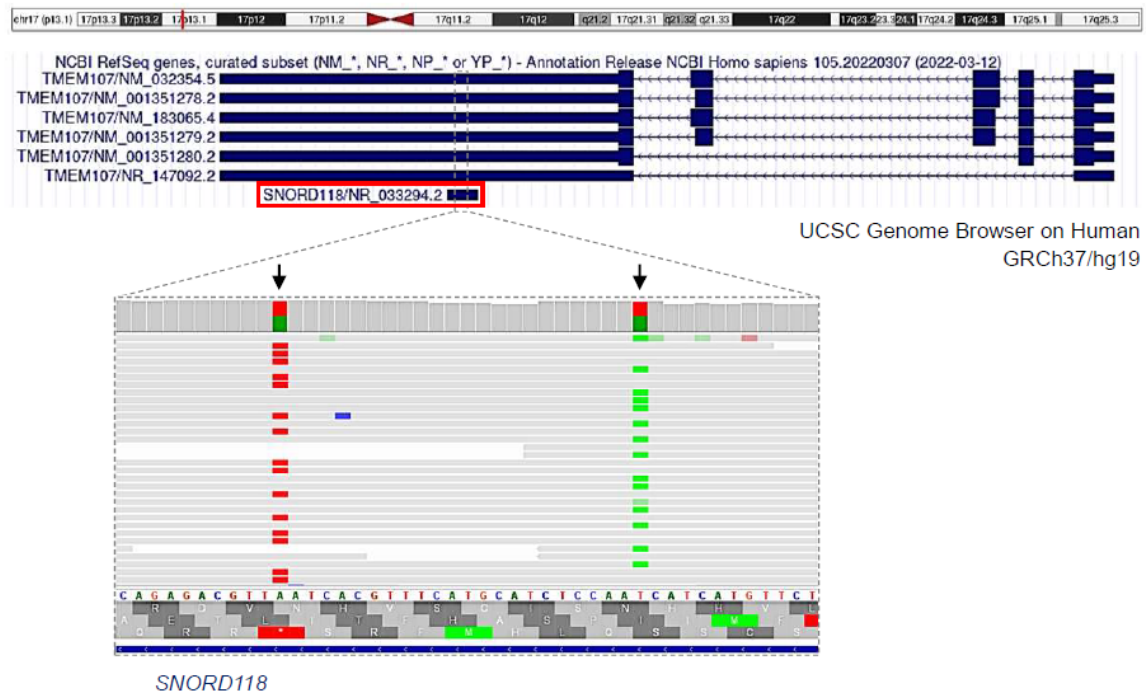 chr17 (p13.1) 17p13.3 17p13.2 17p13.1 17p12 17p11.2 17q11.2 17q12 q21.2 17q21.31 q21.32 q21.33 17q22 17q24.2 17q24.3 17q25.1 17q25.3
NCBI RefSeq genes, curated subset (NM_*, NR_*, NP_* or YP_*) - Annotation Release NCBI Homo sapiens 105.20220307 (2022-03-12)
TMEM107/NM_032354.5
TMEM107/NM_001351278.2
TMEM107/NM_183065.4
TMEM107/NM_001351279.2
TMEM107/NM_001351280.2
TMEM107/NR_147092.2
SNORD118/NR_033294.2
UCSC Genome Browser on Human
GRCh37/hg19
C A G A G A C G T T A A T C A C G T T T C A T G C A T C T C C A A T C A T C A T G T T C T
R D V N H V S Q I S N H H V L
A E T L I T F H A S P I I M F
Q R R * S R F M H L Q S S C S
SNORD118